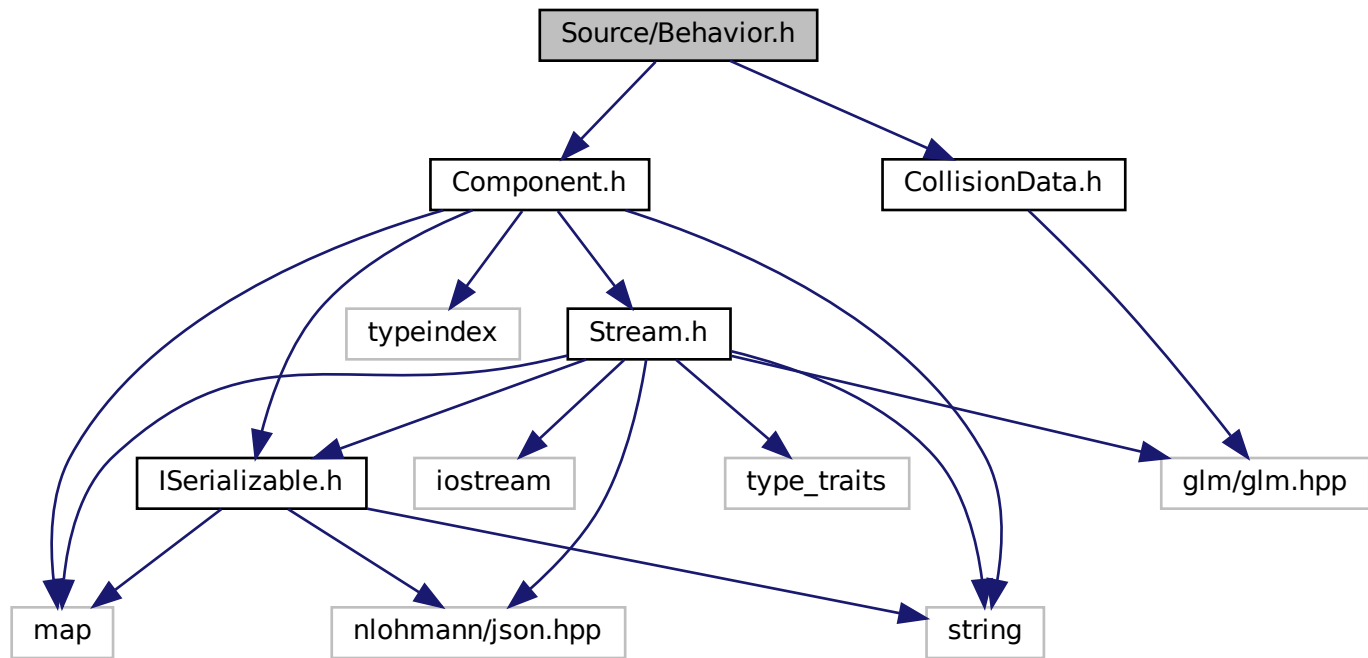 Source/Behavior.h
Component.h
CollisionData.h
typeindex
Stream.h
ISerializable.h
iostream
type_traits
glm/glm.hpp
map
nlohmann/json.hpp
string